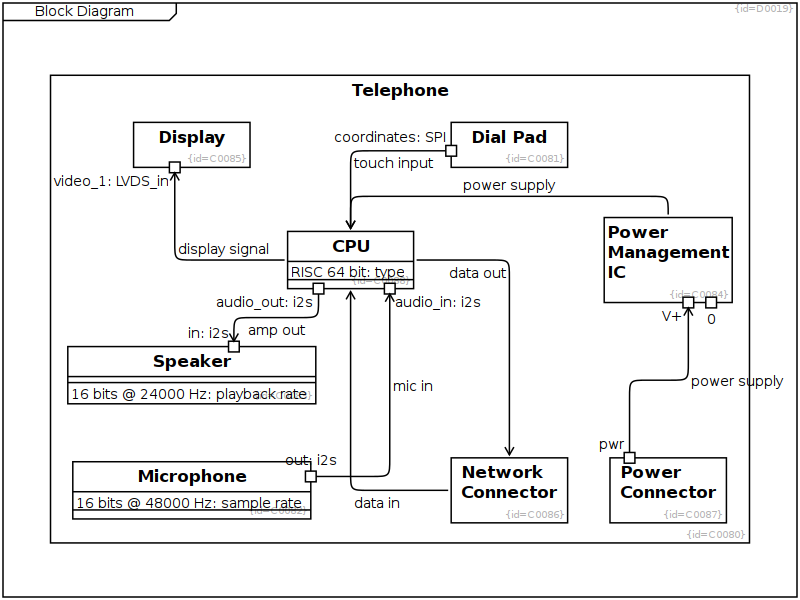 Block Diagram
{id=D0019}
Telephone
Display
{id=C0085}
coordinates: SPI
Dial Pad
{id=C0081}
touch input
video_1: LVDS_in
power supply
display signal
CPU
RISC 64 bit: type
data out
Power
Management
IC
{id=C0084}
audio_out: i2s
audio_in: i2s
V+
0
in: i2s
amp out
Speaker
16 bits @ 24000 Hz: playback rate
mic in
power supply
out: i2s
pwr
Microphone
16 bits @ 48000 Hz: sample rate
{id=C0082}
data in
Network
Connector
{id=C0086}
Power
Connector
{id=C0087}
{id=C0080}